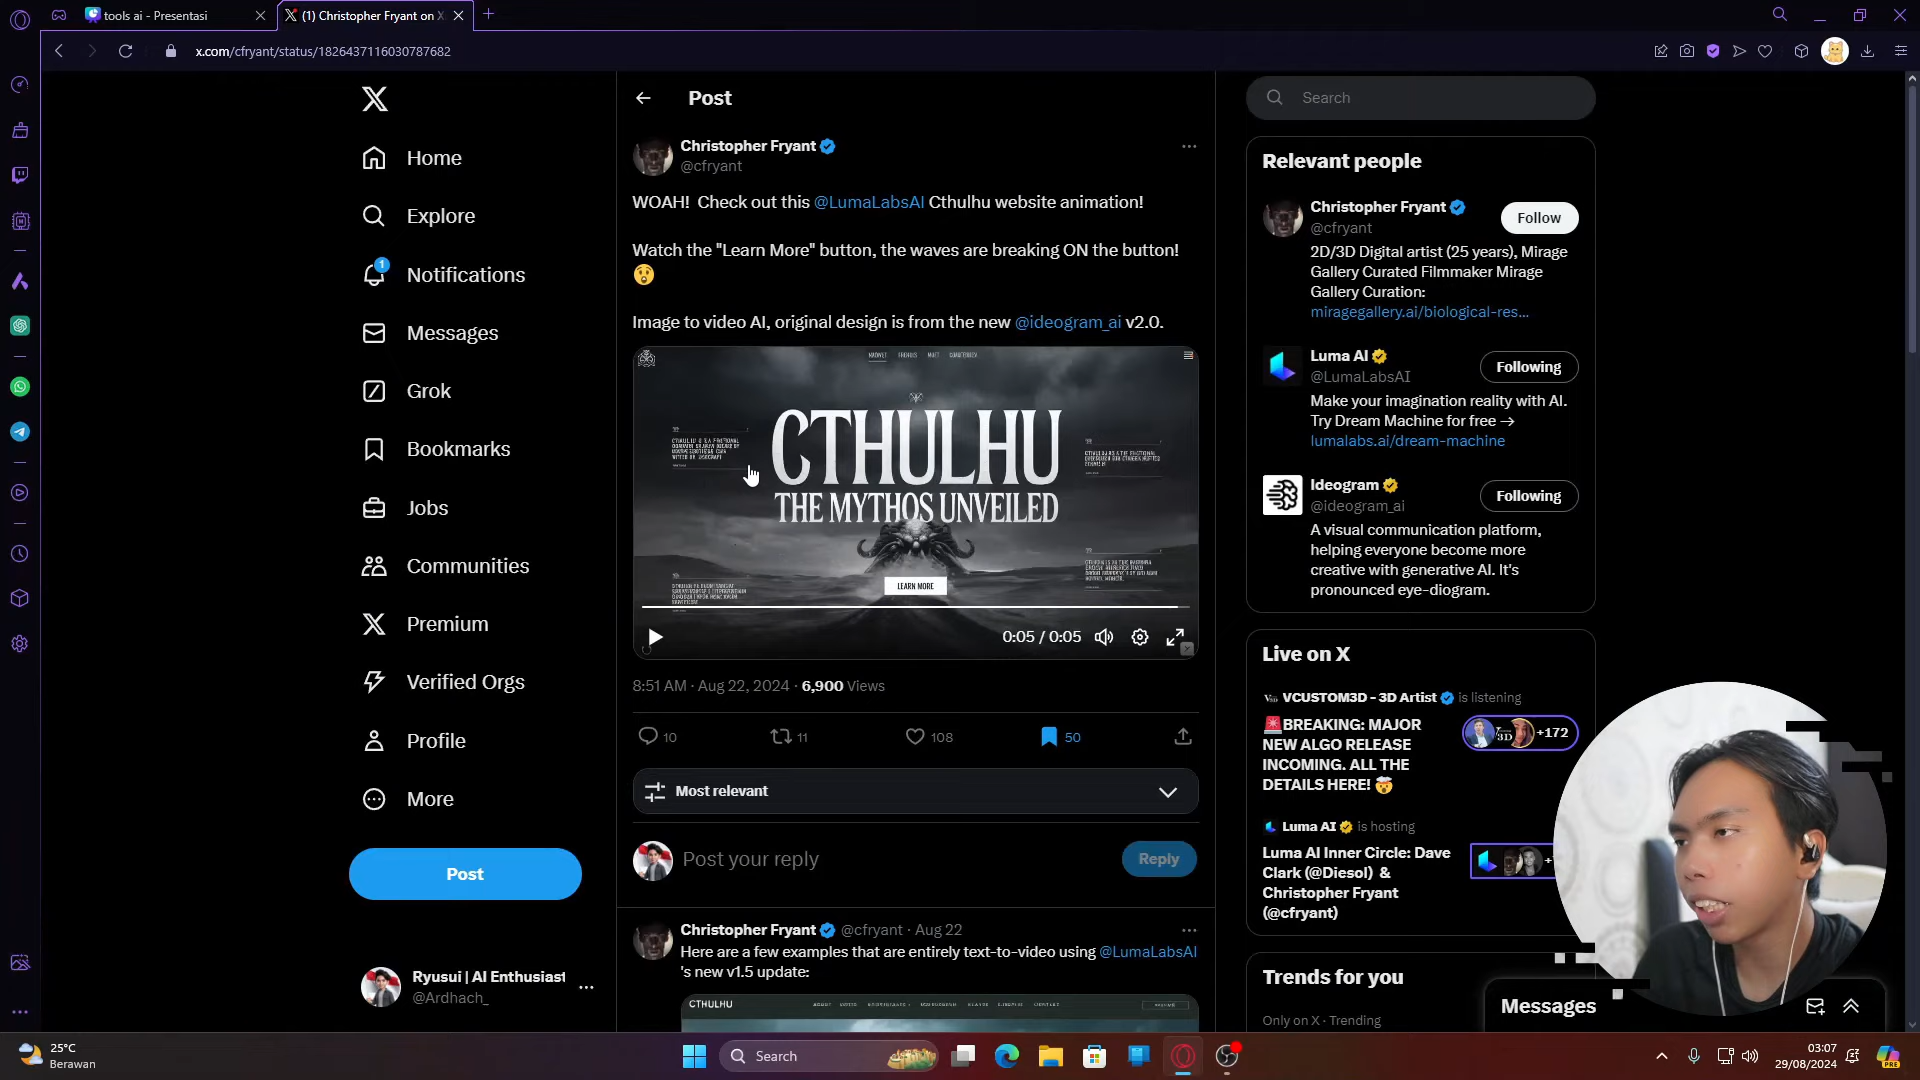 tools ai - Presentasi
(1) Christopher Fryant on X
x.com/cfryant/status/1826437116030787682
Home
Explore
1
Notifications
Messages
Grok
Bookmarks
Jobs
Communities
Premium
Verified Orgs
Profile
More
Post
Ryusui | AI Enthusiast
@Ardhach_
Post
Christopher Fryant
@cfryant
WOAH! Check out this @LumaLabsAI Cthulhu website animation!
Watch the "Learn More" button, the waves are breaking ON the button!
😲
Image to video AI, original design is from the new @ideogram_ai v2.0.
CTHULHU
THE MYTHOS UNVEILED
LEARN MORE
0:05 / 0:05
8:51 AM · Aug 22, 2024 · 6,900 Views
10
11
108
50
Most relevant
Post your reply
Reply
Christopher Fryant @cfryant · Aug 22
Here are a few examples that are entirely text-to-video using @LumaLabsAI
's new v1.5 update:
CTHULHU
Search
Relevant people
Christopher Fryant
@cfryant
Follow
2D/3D Digital artist (25 years), Mirage
Gallery Curated Filmmaker Mirage
Gallery Curation:
miragegallery.ai/biological-res...
Luma AI
@LumaLabsAI
Following
Make your imagination reality with AI.
Try Dream Machine for free →
lumalabs.ai/dream-machine
Ideogram
@ideogram_ai
Following
A visual communication platform,
helping everyone become more
creative with generative AI. It's
pronounced eye-diogram.
Live on X
VCUSTOM3D - 3D Artist is listening
🚨BREAKING: MAJOR
NEW ALGO RELEASE
INCOMING. ALL THE
DETAILS HERE! 🤯
+172
Luma AI is hosting
Luma AI Inner Circle: Dave
Clark (@Diesol) &
Christopher Fryant
(@cfryant)
Trends for you
Only on X · Trending
Messages
25°C
Berawan
Search
03:07
29/08/2024
PRE